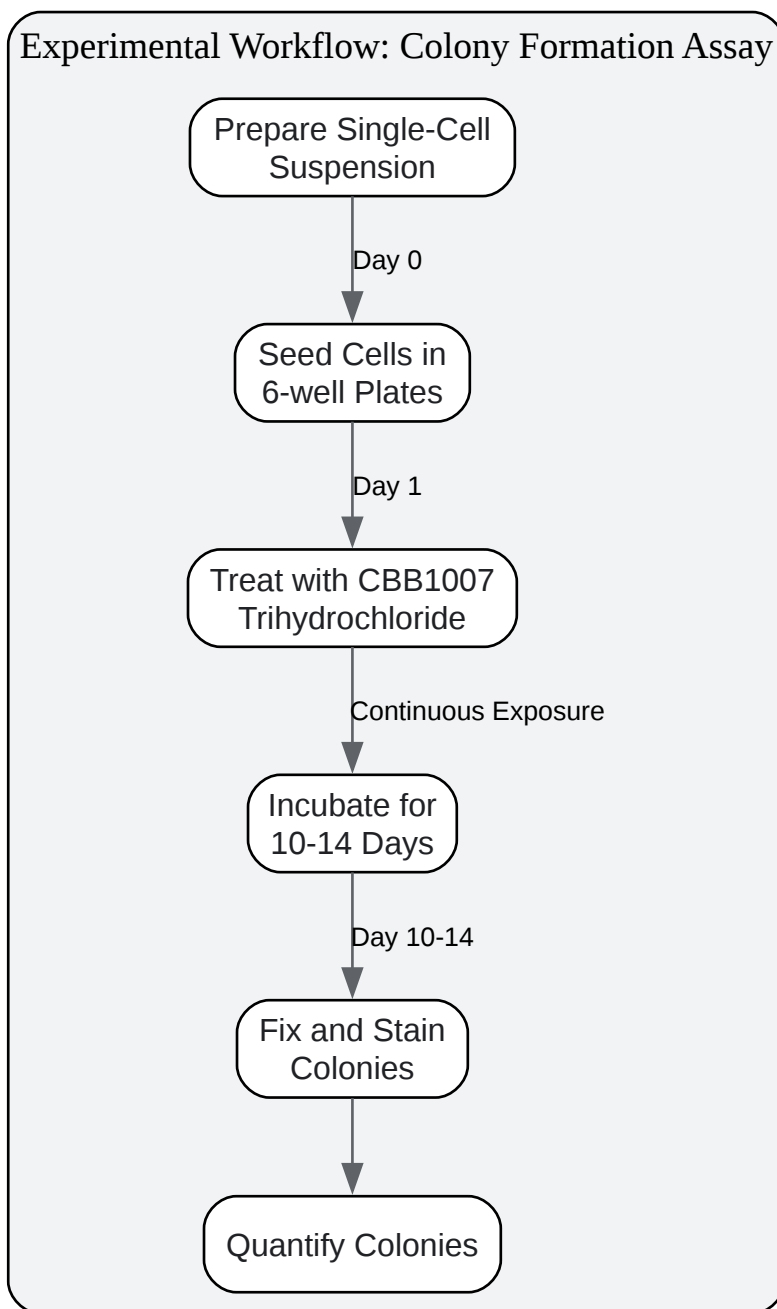 Experimental Workflow: Colony Formation Assay
Prepare Single-Cell
Suspension
Day 0
Seed Cells in
6-well Plates
Day 1
Treat with CBB1007
Trihydrochloride
Continuous Exposure
Incubate for
10-14 Days
Day 10-14
Fix and Stain
Colonies
Quantify Colonies